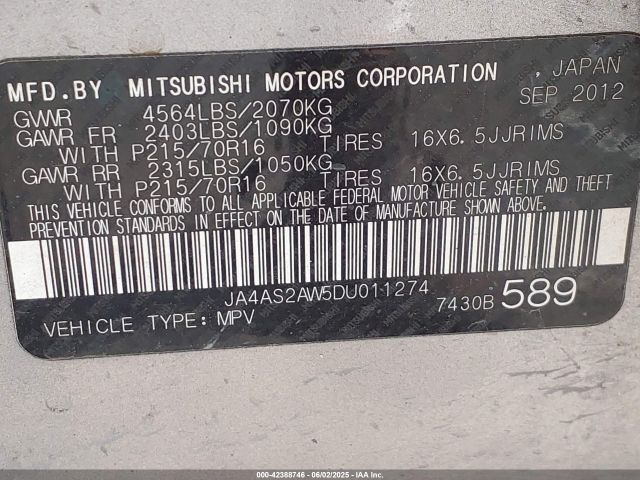 MFD.BY MITSUBISHI MOTORS CORPORATION , JAPAN
GVWR 4564LBS/2070KG SEP 2012
GAWR FR 2403LBS/1090KG
WITH P215/70R16 TIRES 16X6.5JJRIMS
GAWR RR 2315LBS/1050KG
WITH P215/70R16 TIRES 16X6.5JJRIMS
THIS VEHICLE CONFORMS TO ALL APPLICABLE FEDERAL MOTOR VEHICLE SAFETY AND THEFT
PREVENTION STANDARDS IN EFFECT ON THE DATE OF MANUFACTURE SHOWN ABOVE.
JA4AS2AW5DU011274
VEHICLE TYPE: MPV 7430B 589
000-42388746 06/02/2025 IAA Inc.